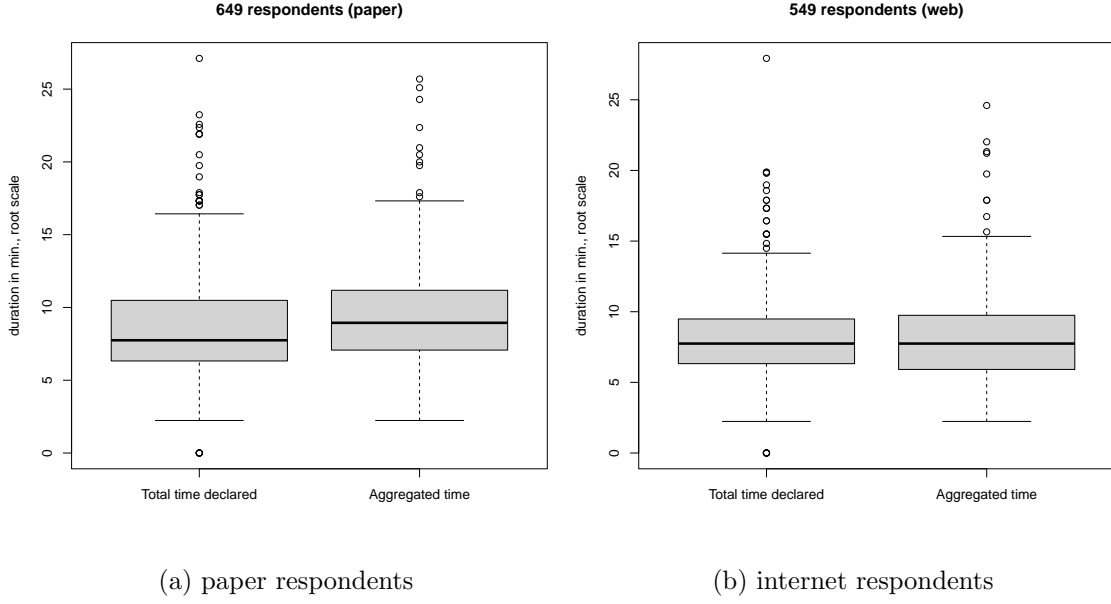 649 respondents (paper)
duration in min., root scale
25
20
15
10
5
0
Total time declared
Aggregated time
(a) paper respondents
549 respondents (web)
duration in min., root scale
25
20
15
10
5
0
Total time declared
Aggregated time
(b) internet respondents